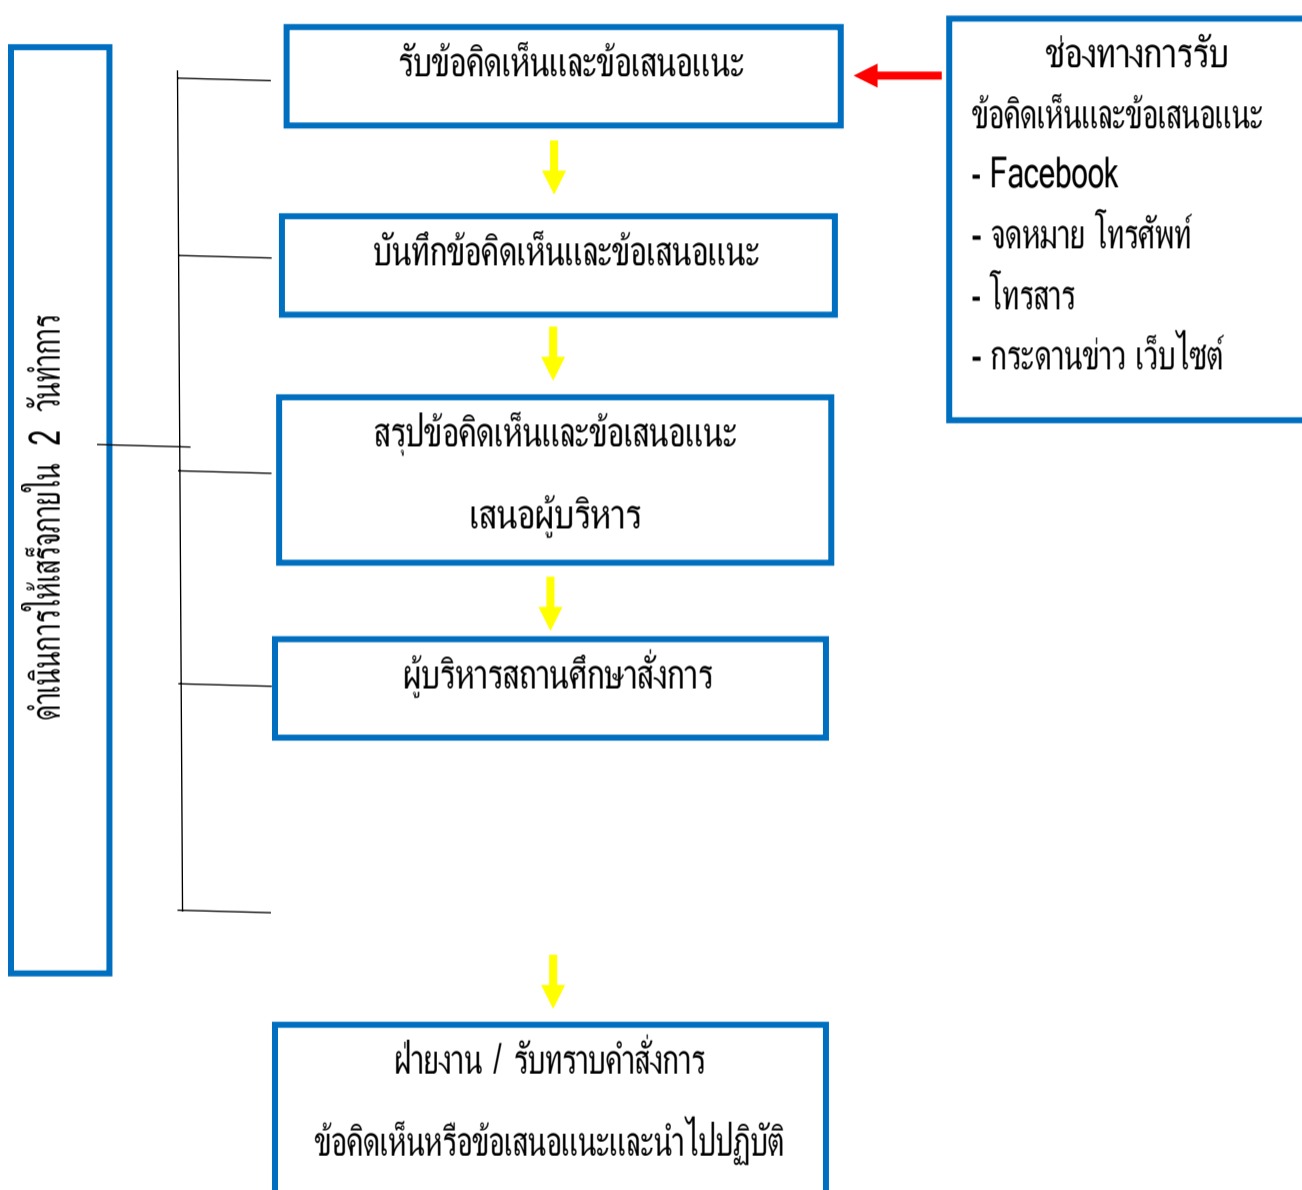 รับข้อคิดเห็นและข้อเสนอแนะ
ช่องทางการรับ
ข้อคิดเห็นและข้อเสนอแนะ
- Facebook
- จดหมาย โทรศัพท์
- โทรสาร
- กระดานข่าว เว็บไซต์
บันทึกข้อคิดเห็นและข้อเสนอแนะ
สรุปข้อคิดเห็นและข้อเสนอแนะ
เสนอผู้บริหาร
ผู้บริหารสถานศึกษาสั่งการ
ดำเนินการให้เสร็จภายใน 2 วันทำการ
ฝ่ายงาน / รับทราบคำสั่งการ
ข้อคิดเห็นหรือข้อเสนอแนะและนำไปปฏิบัติ